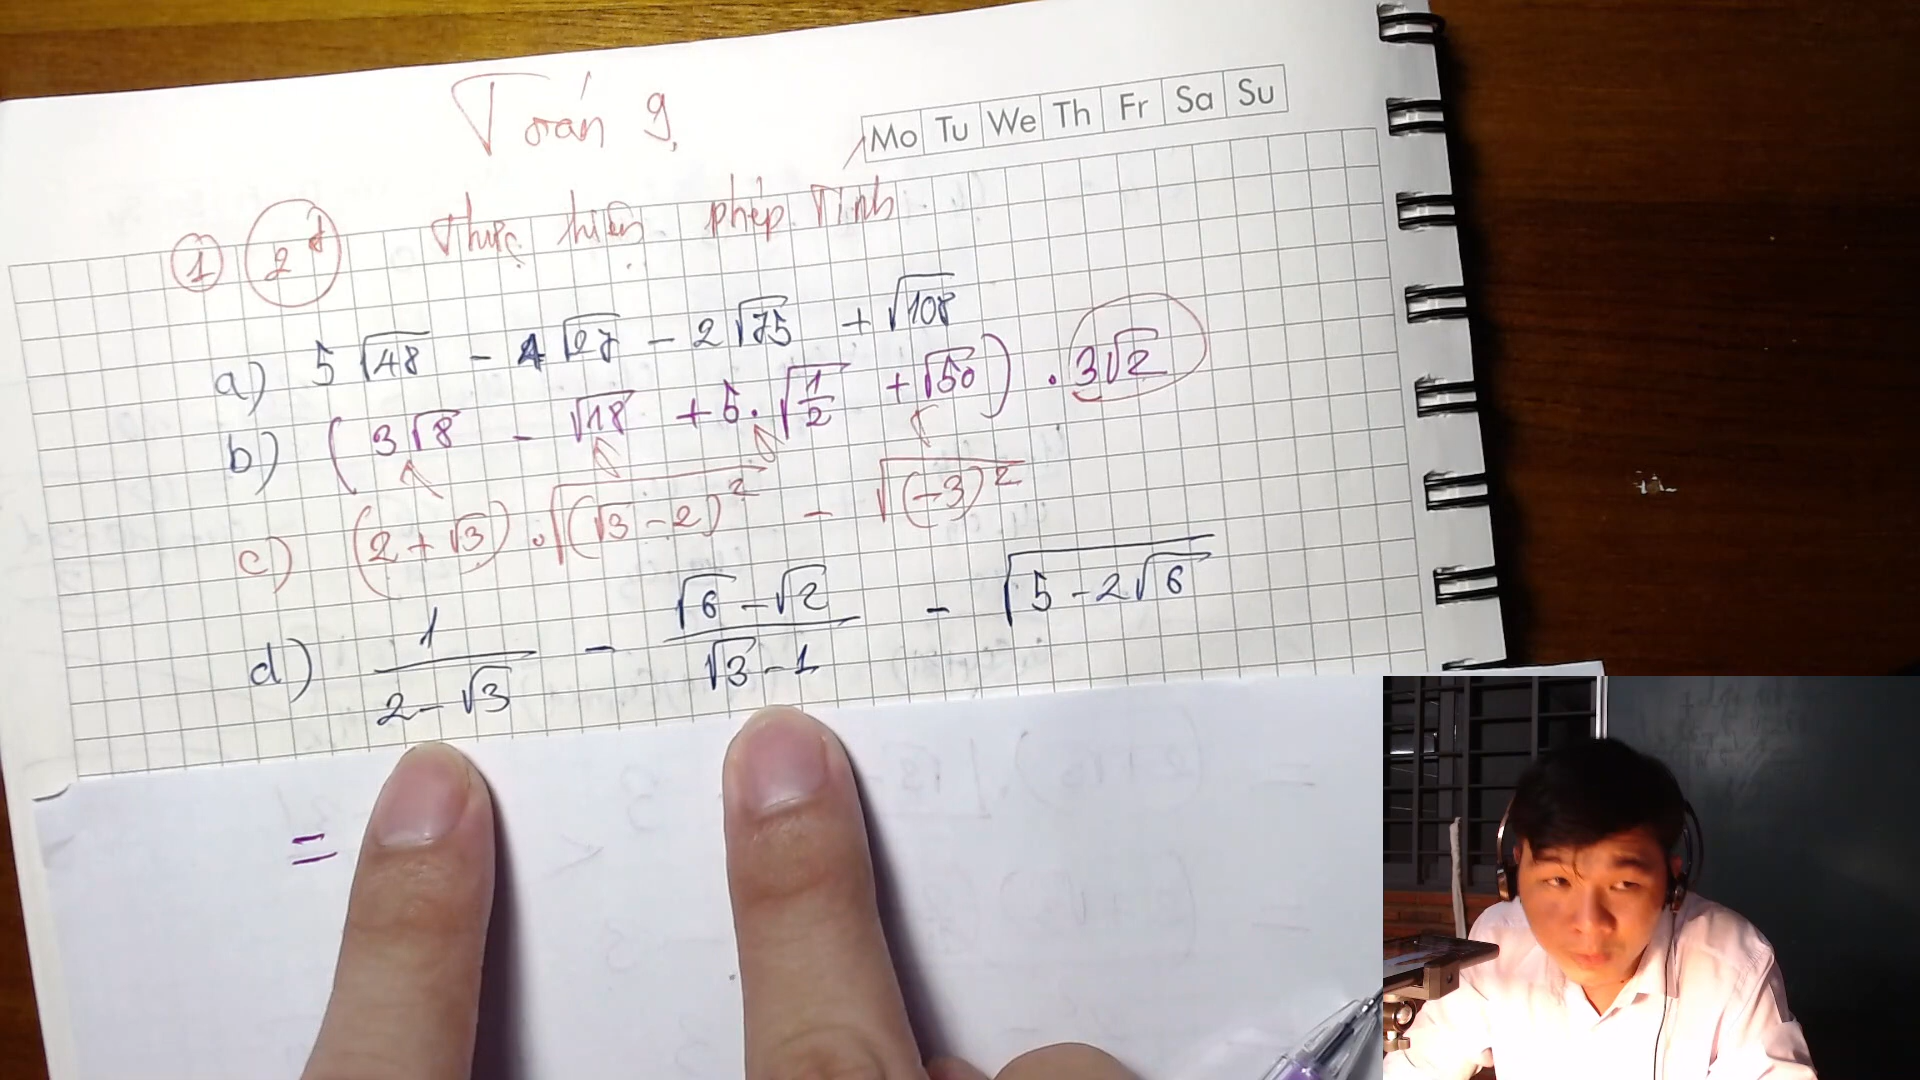 Toán 9.
Mo Tu We Th Fr Sa Su
① 2đ Thực hiện phép tính
a) 5√48 - 4√27 - 2√75 + √108
b) (3√8 - √18 + 5.√(1/2) + √50) . 3√2
c) (2 + √3) . √((√3 - 2)²) - √((-3)²)
d) 1/(2 - √3) - (√6 - √2)/(√3 - 1) - √(5 - 2√6)
=